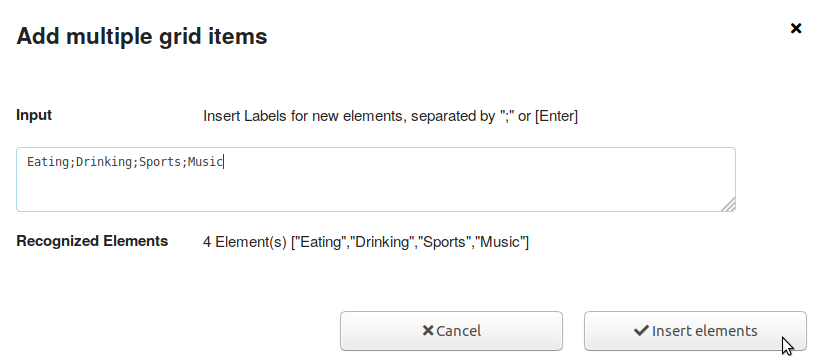 Add multiple grid items
Input Insert Labels for new elements, separated by ";" or [Enter]
Eating;Drinking;Sports;Music
Recognized Elements 4 Element(s) ["Eating","Drinking","Sports","Music"]
Cancel Insert elements